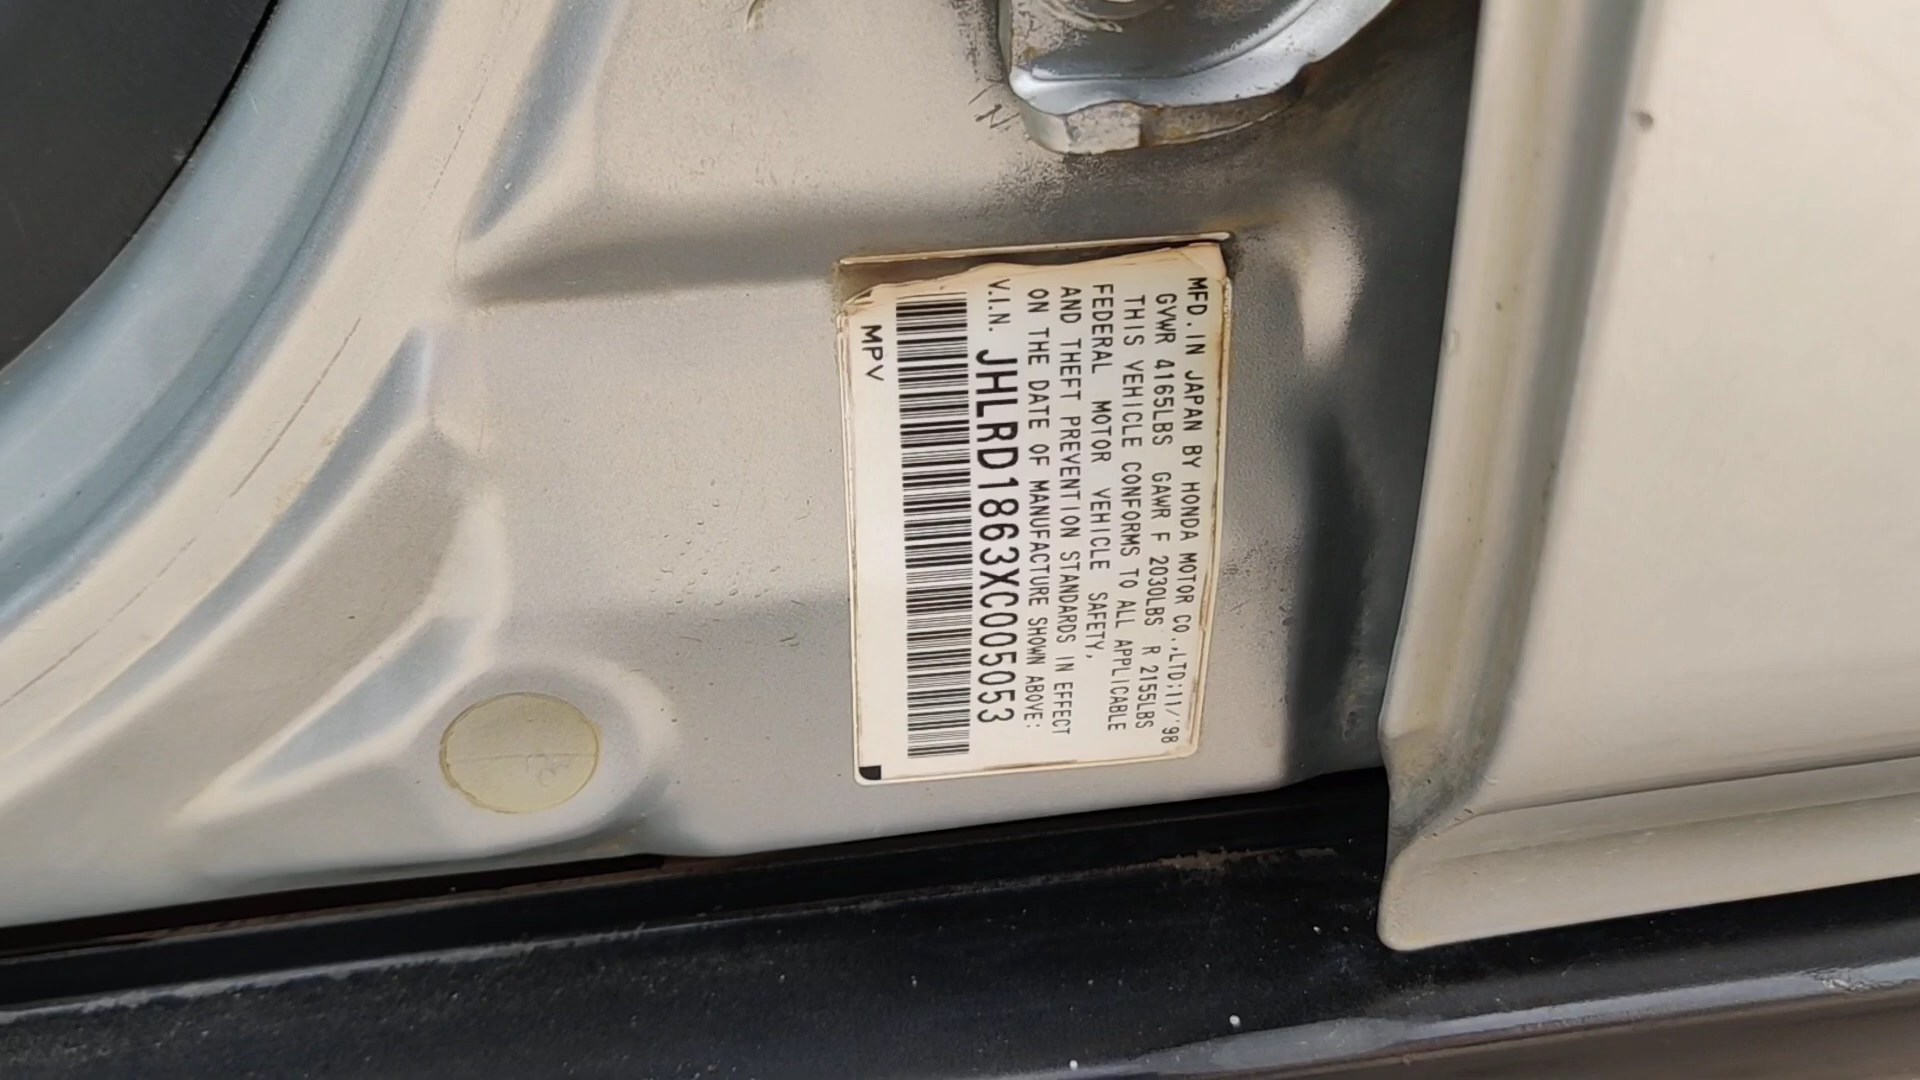 MFD. IN JAPAN BY HONDA MOTOR CO.,LTD;11/'98
GVWR 4165LBS GAWR F 2030LBS R 2155LBS
THIS VEHICLE CONFORMS TO ALL APPLICABLE
FEDERAL MOTOR VEHICLE SAFETY,
AND THEFT PREVENTION STANDARDS IN EFFECT
ON THE DATE OF MANUFACTURE SHOWN ABOVE:
V.I.N. JHLRD1863XC005053
MPV